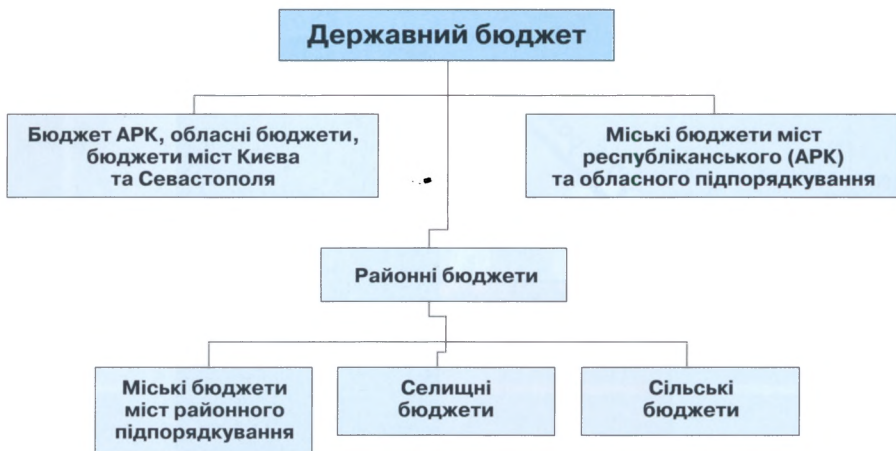 Державний бюджет
Бюджет АРК, обласні бюджети,
бюджети міст Києва
та Севастополя
Міські бюджети міст
республіканського (АРК)
та обласного підпорядкування
Районні бюджети
Міські бюджети
міст районного
підпорядкування
Селищні
бюджети
Сільські
бюджети